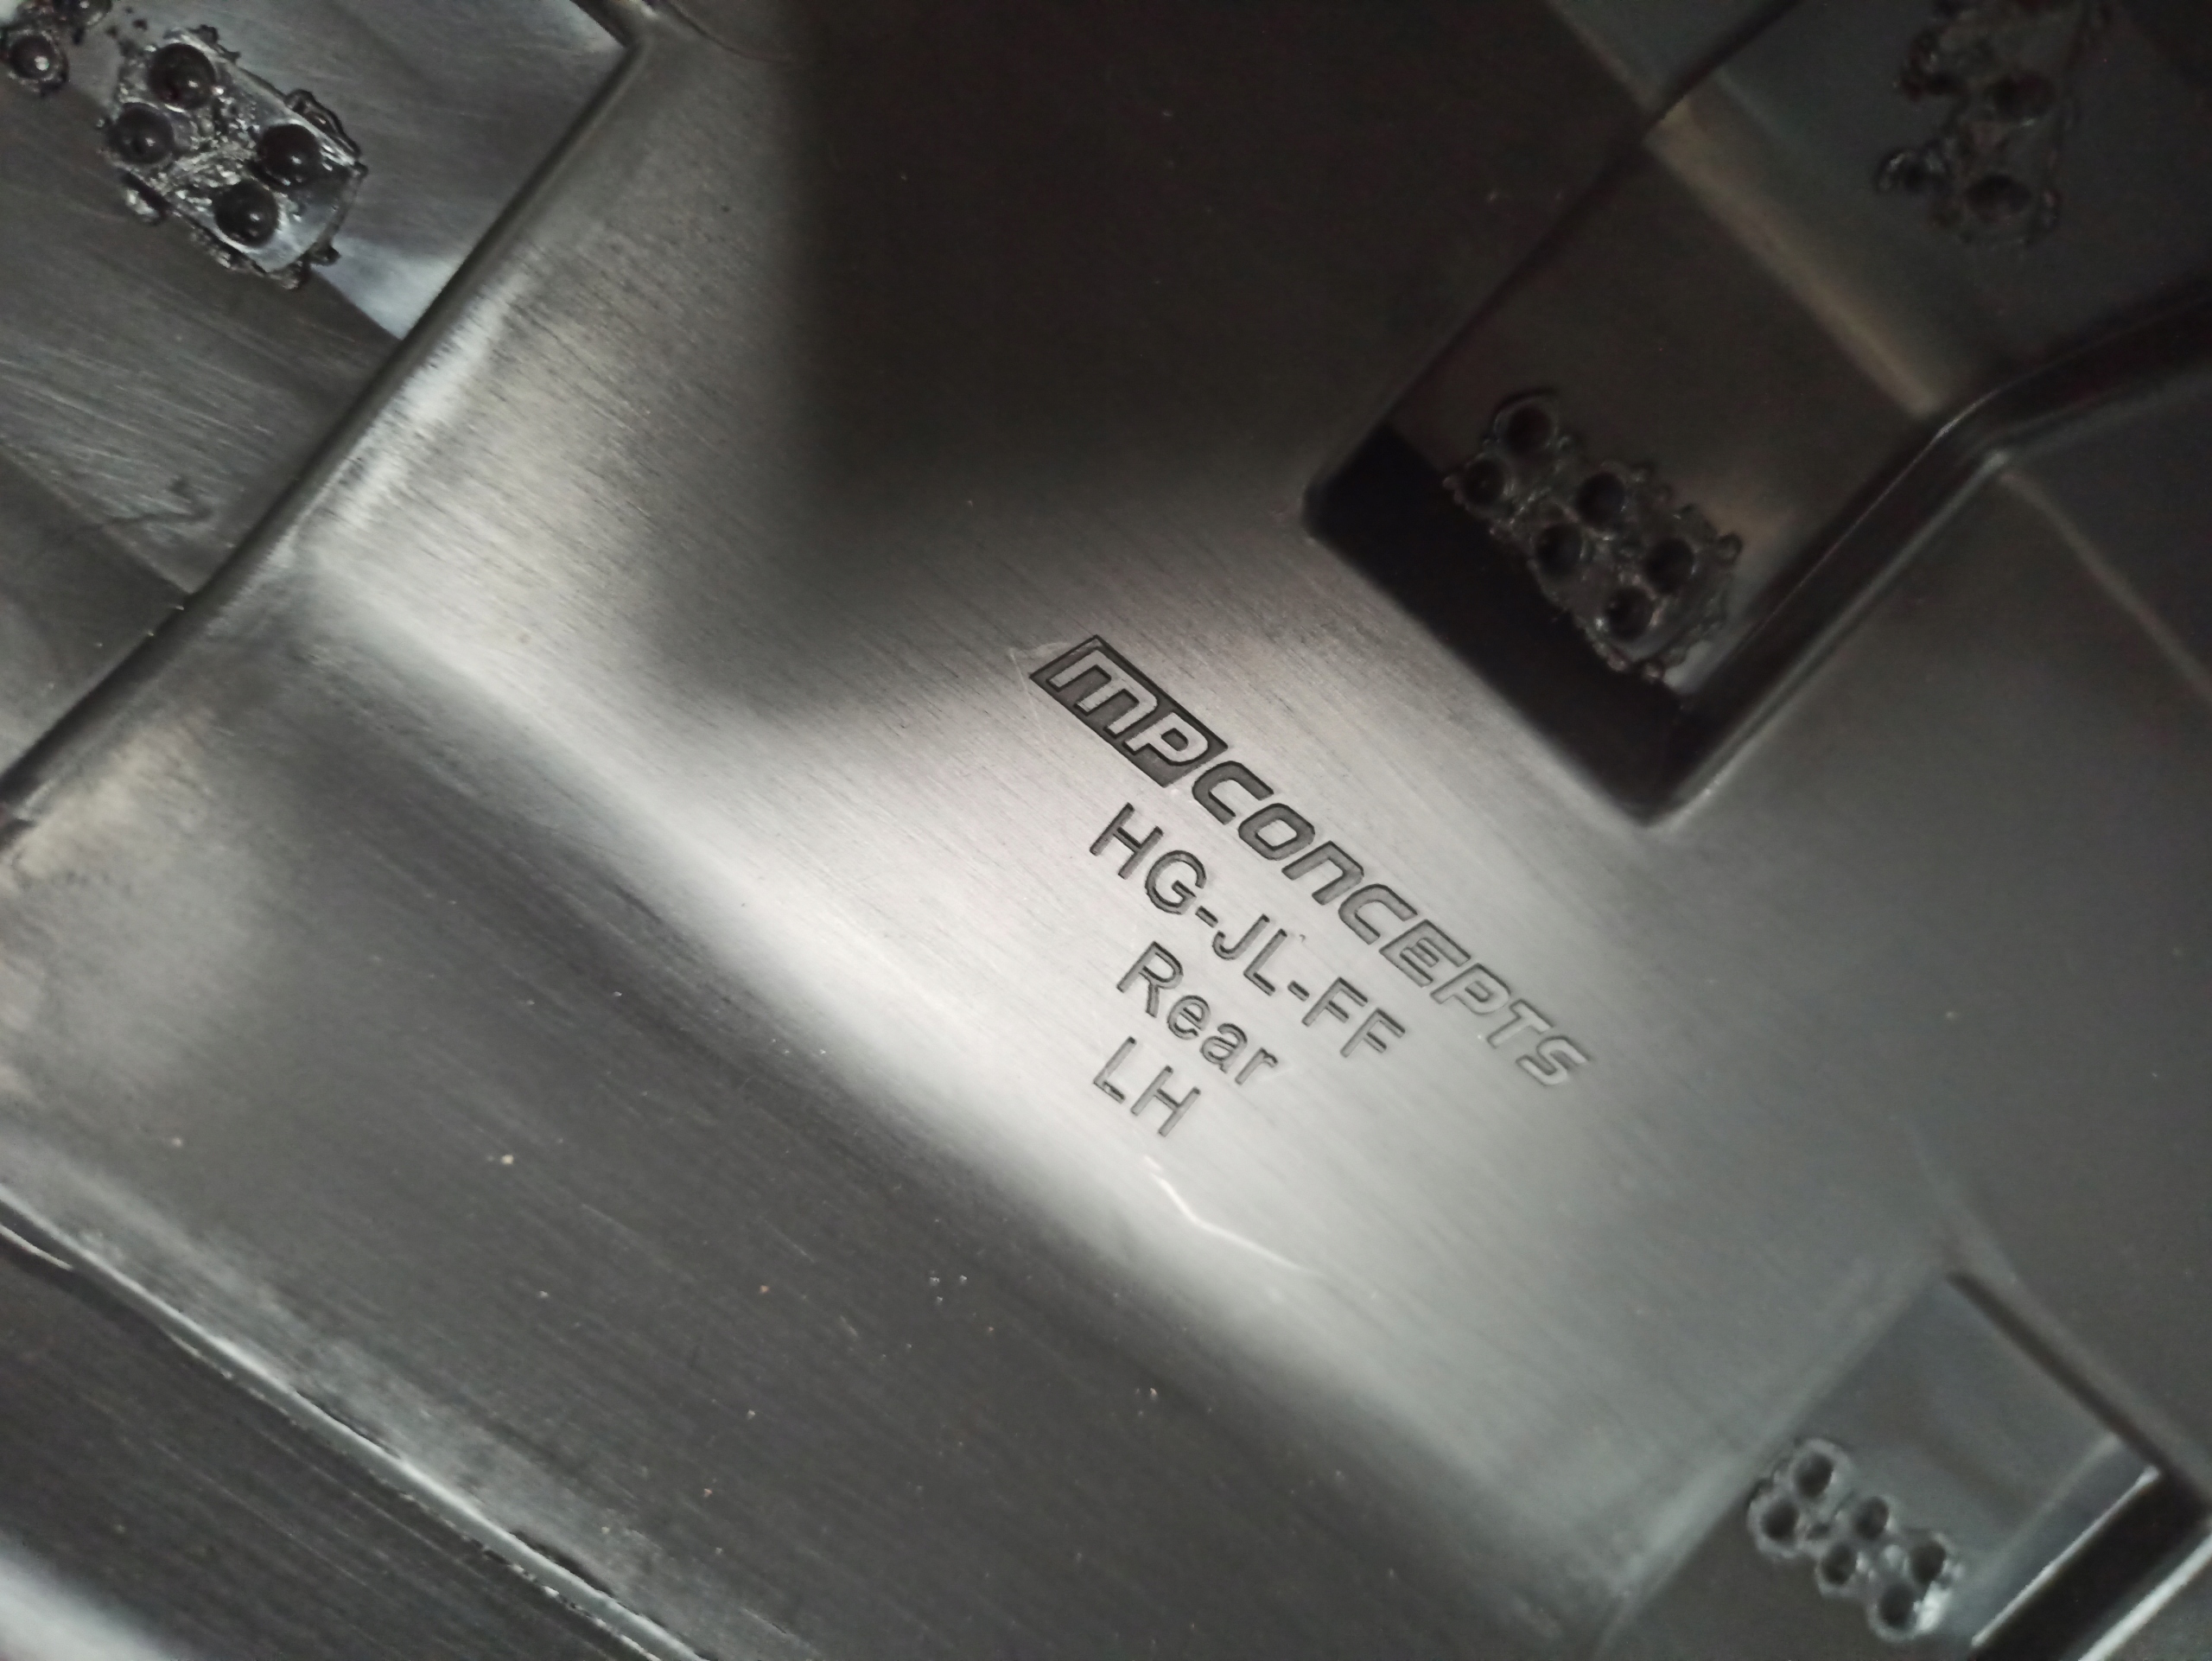 MPCONCEPTS
HG-JL-FF
Rear
LH